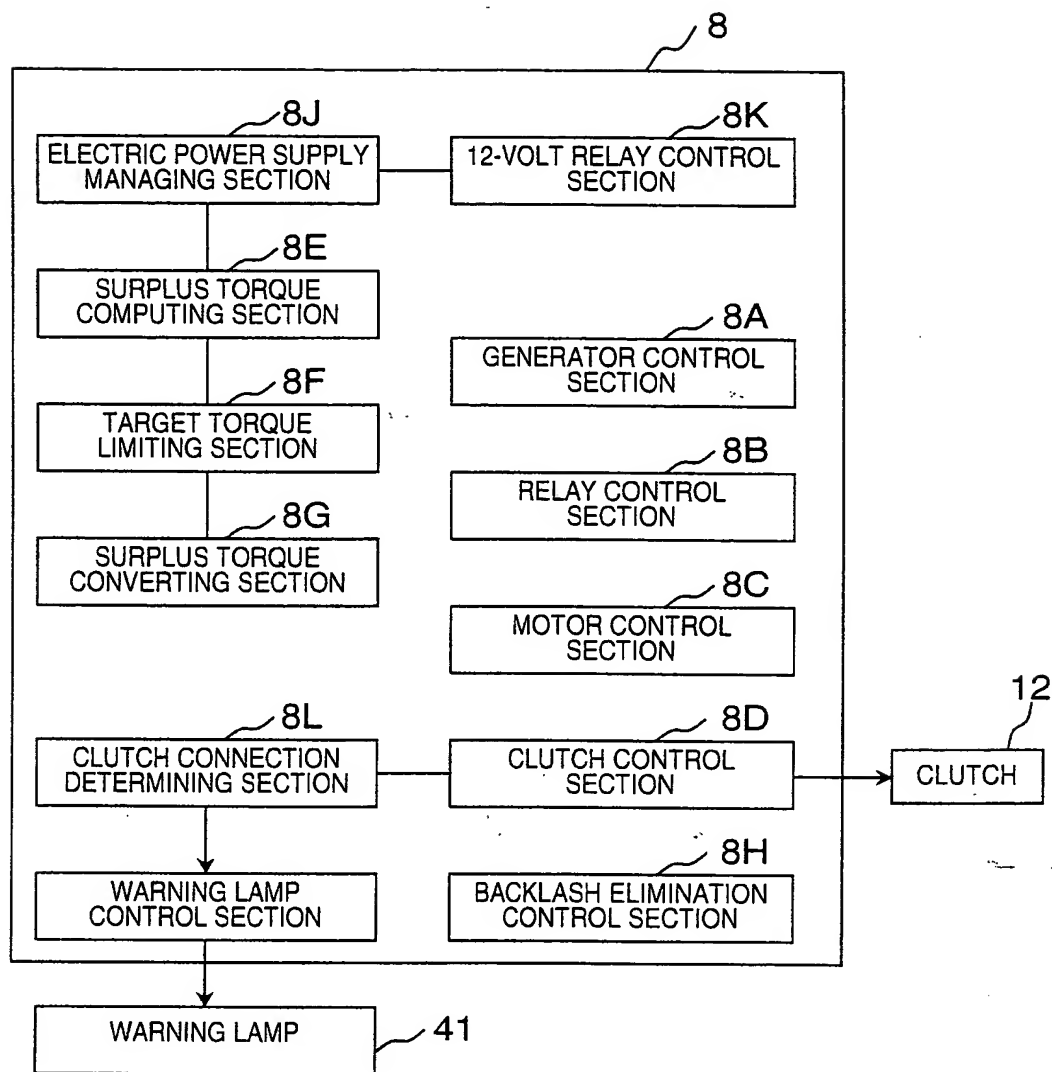 8
8J
ELECTRIC POWER SUPPLY
MANAGING SECTION
8K
12-VOLT RELAY CONTROL
SECTION
8E
SURPLUS TORQUE
COMPUTING SECTION
8A
GENERATOR CONTROL
SECTION
8F
TARGET TORQUE
LIMITING SECTION
8B
RELAY CONTROL
SECTION
8G
SURPLUS TORQUE
CONVERTING SECTION
8C
MOTOR CONTROL
SECTION
8L
CLUTCH CONNECTION
DETERMINING SECTION
8D
CLUTCH CONTROL
SECTION
12
CLUTCH
WARNING LAMP
CONTROL SECTION
8H
BACKLASH ELIMINATION
CONTROL SECTION
WARNING LAMP
41